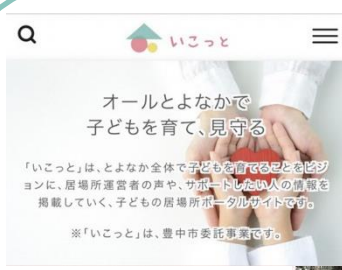 いこっと
オールとよなかで
子どもを育て、見守る
「いこっと」は、とよなか全体で子どもを育てることをビジ
ョンに、居場所運営者の声や、サポートしたい人の情報を
掲載していく、子どもの居場所ポータルサイトです。
※「いこっと」は、豊中市委託事業です。